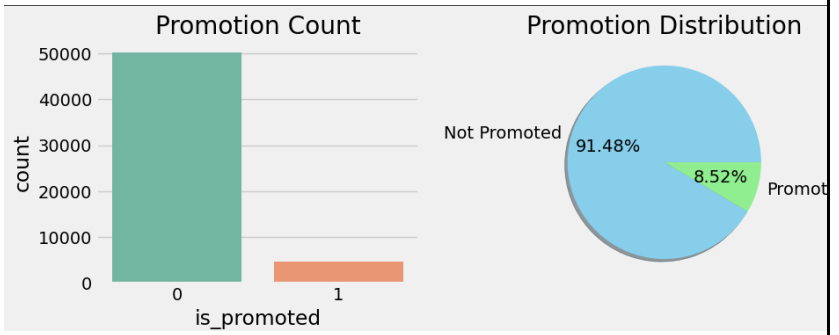 Promotion Count
50000
40000
30000
20000
10000
0
count
0
1
is_promoted
Promotion Distribution
Not Promoted
91.48%
8.52%
Promot